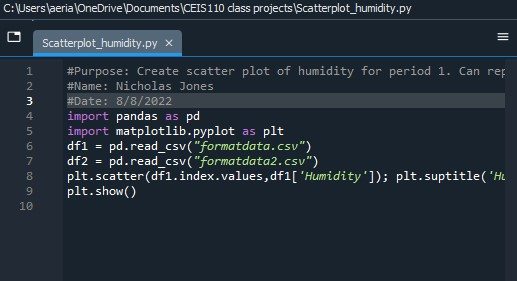 C:\Users\aeria\OneDrive\Documents\CEIS110 class projects\Scatterplot_humidity.py
Scatterplot_humidity.py ×
1 #Purpose: Create scatter plot of humidity for period 1. Can rep
2 #Name: Nicholas Jones
3 #Date: 8/8/2022
4 import pandas as pd
5 import matplotlib.pyplot as plt
6 df1 = pd.read_csv("formatdata.csv")
7 df2 = pd.read_csv("formatdata2.csv")
8 plt.scatter(df1.index.values,df1['Humidity']); plt.suptitle('Hu
9 plt.show()
10